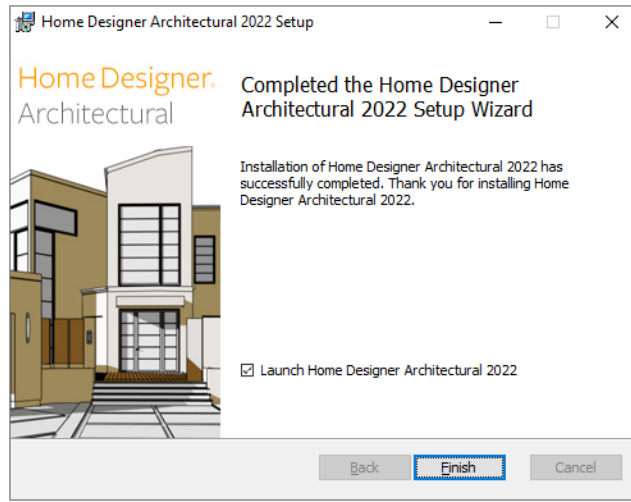 Home Designer Architectural 2022 Setup
Home Designer®
Architectural
Completed the Home Designer
Architectural 2022 Setup Wizard
Installation of Home Designer Architectural 2022 has
successfully completed. Thank you for installing Home
Designer Architectural 2022.
Launch Home Designer Architectural 2022
Back
Finish
Cancel